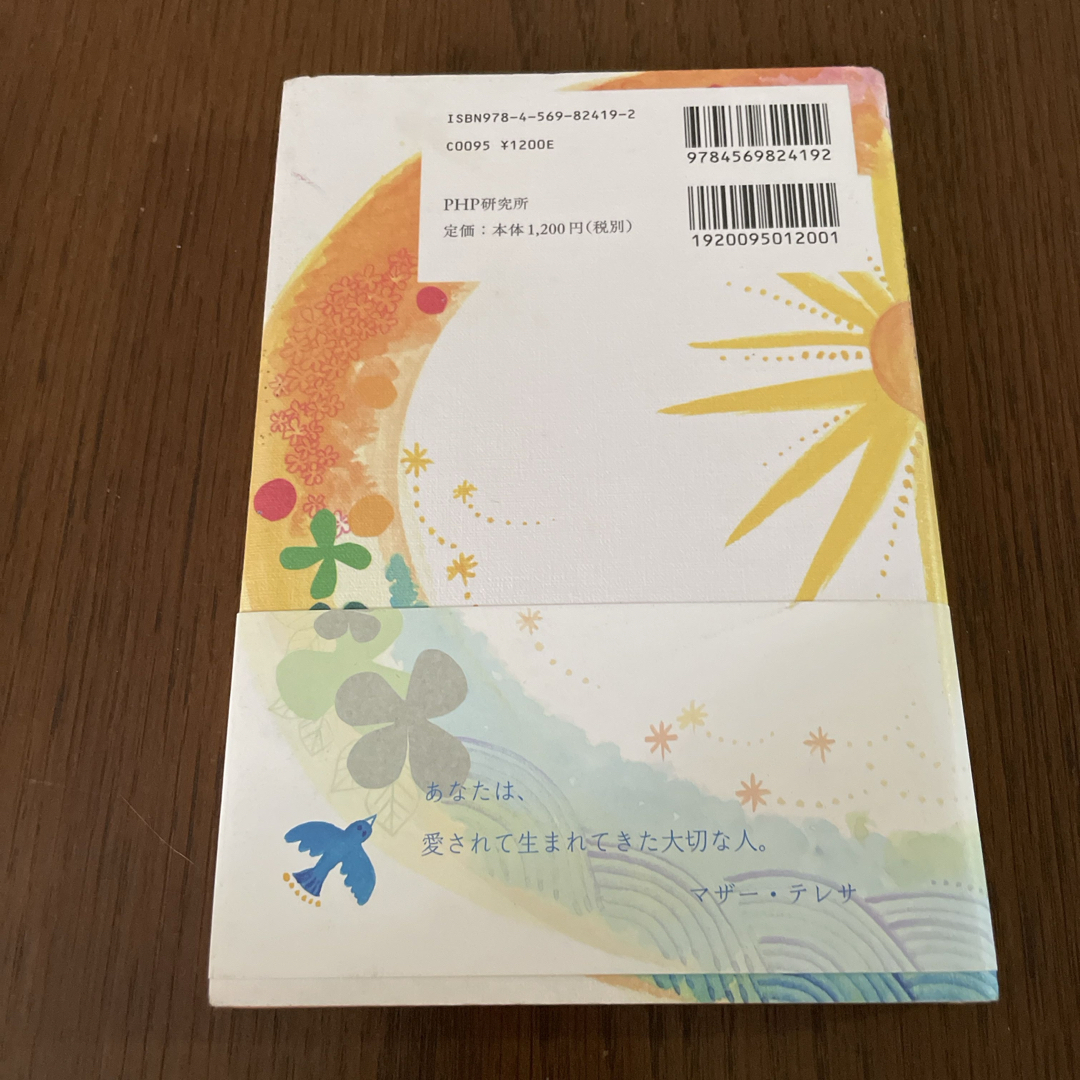 ISBN978-4-569-82419-2
C0095 ¥1200E
9784569824192
PHP研究所
定価：本体1,200円（税別）
1920095012001
あなたは、
愛されて生まれてきた大切な人。
マザー・テレサ